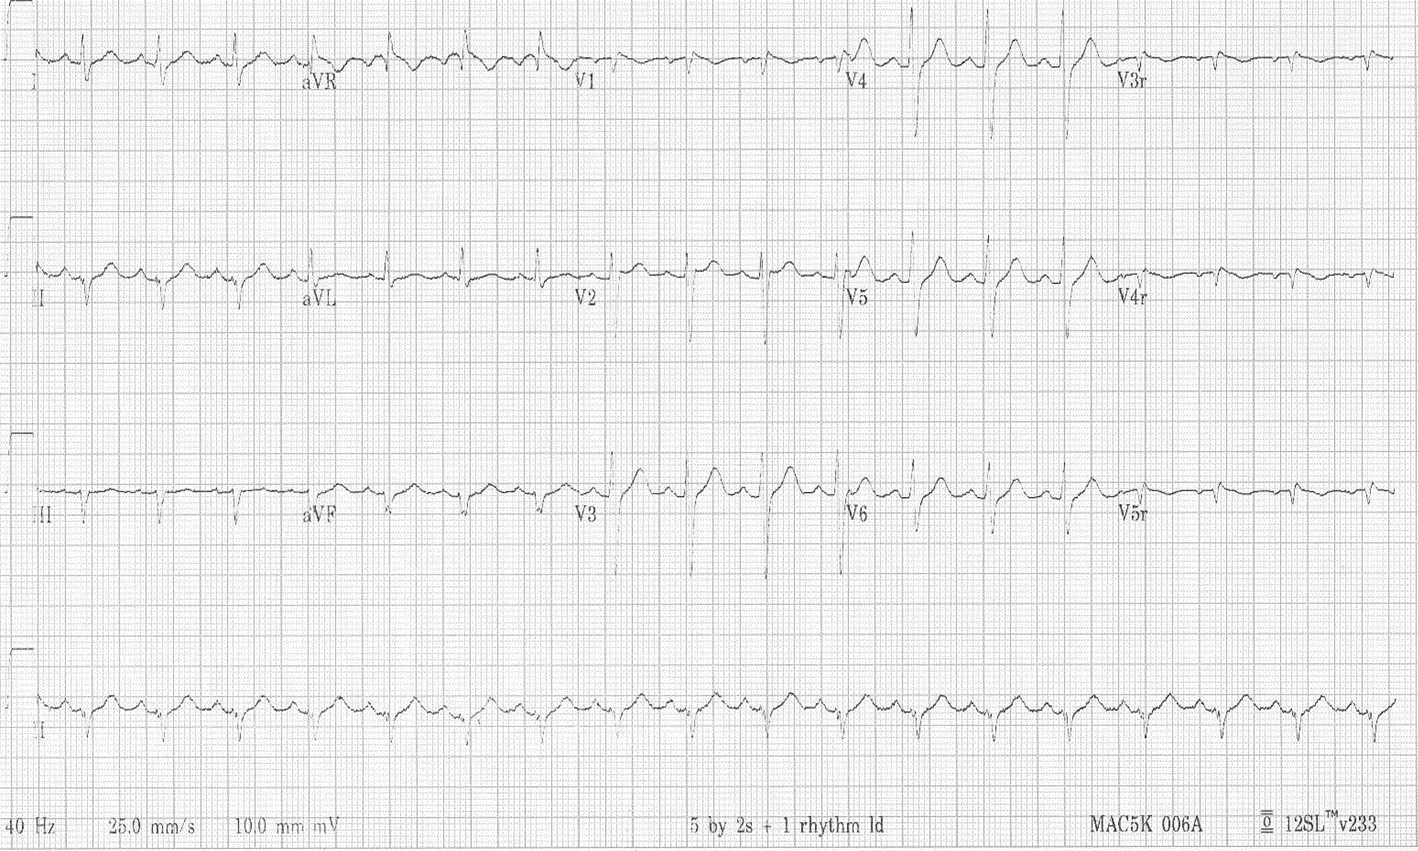 I aVR V1 V4 V3r
II aVL V2 V5 V4r
III aVF V3 V6 V5r
II
40 Hz 25.0 mm/s 10.0 mm mV 5 by 2s + 1 rhythm ld MAC5K 006A 12SL™v233